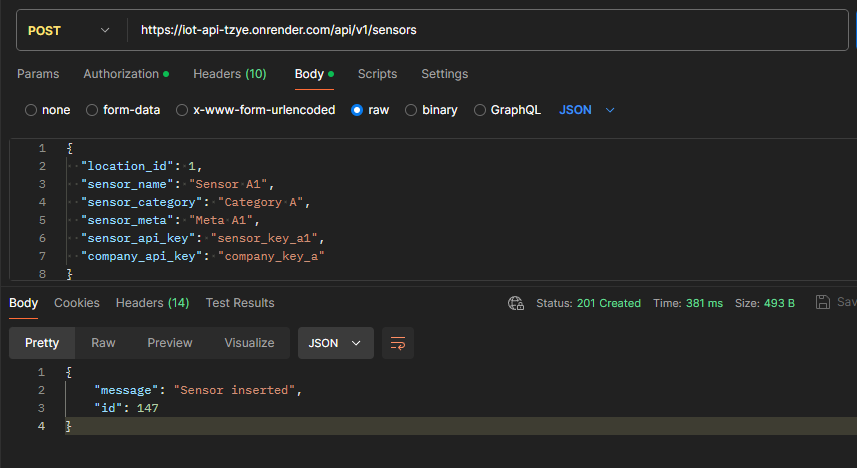 POST https://iot-api-tzye.onrender.com/api/v1/sensors
Params Authorization Headers (10) Body Scripts Settings
none form-data x-www-form-urlencoded raw binary GraphQL JSON
1 {
2 "location_id": 1,
3 "sensor_name": "Sensor A1",
4 "sensor_category": "Category A",
5 "sensor_meta": "Meta A1",
6 "sensor_api_key": "sensor_key_a1",
7 "company_api_key": "company_key_a"
8 }
Body Cookies Headers (14) Test Results Status: 201 Created Time: 381 ms Size: 493 B Sav
Pretty Raw Preview Visualize JSON
1 {
2 "message": "Sensor inserted",
3 "id": 147
4 }